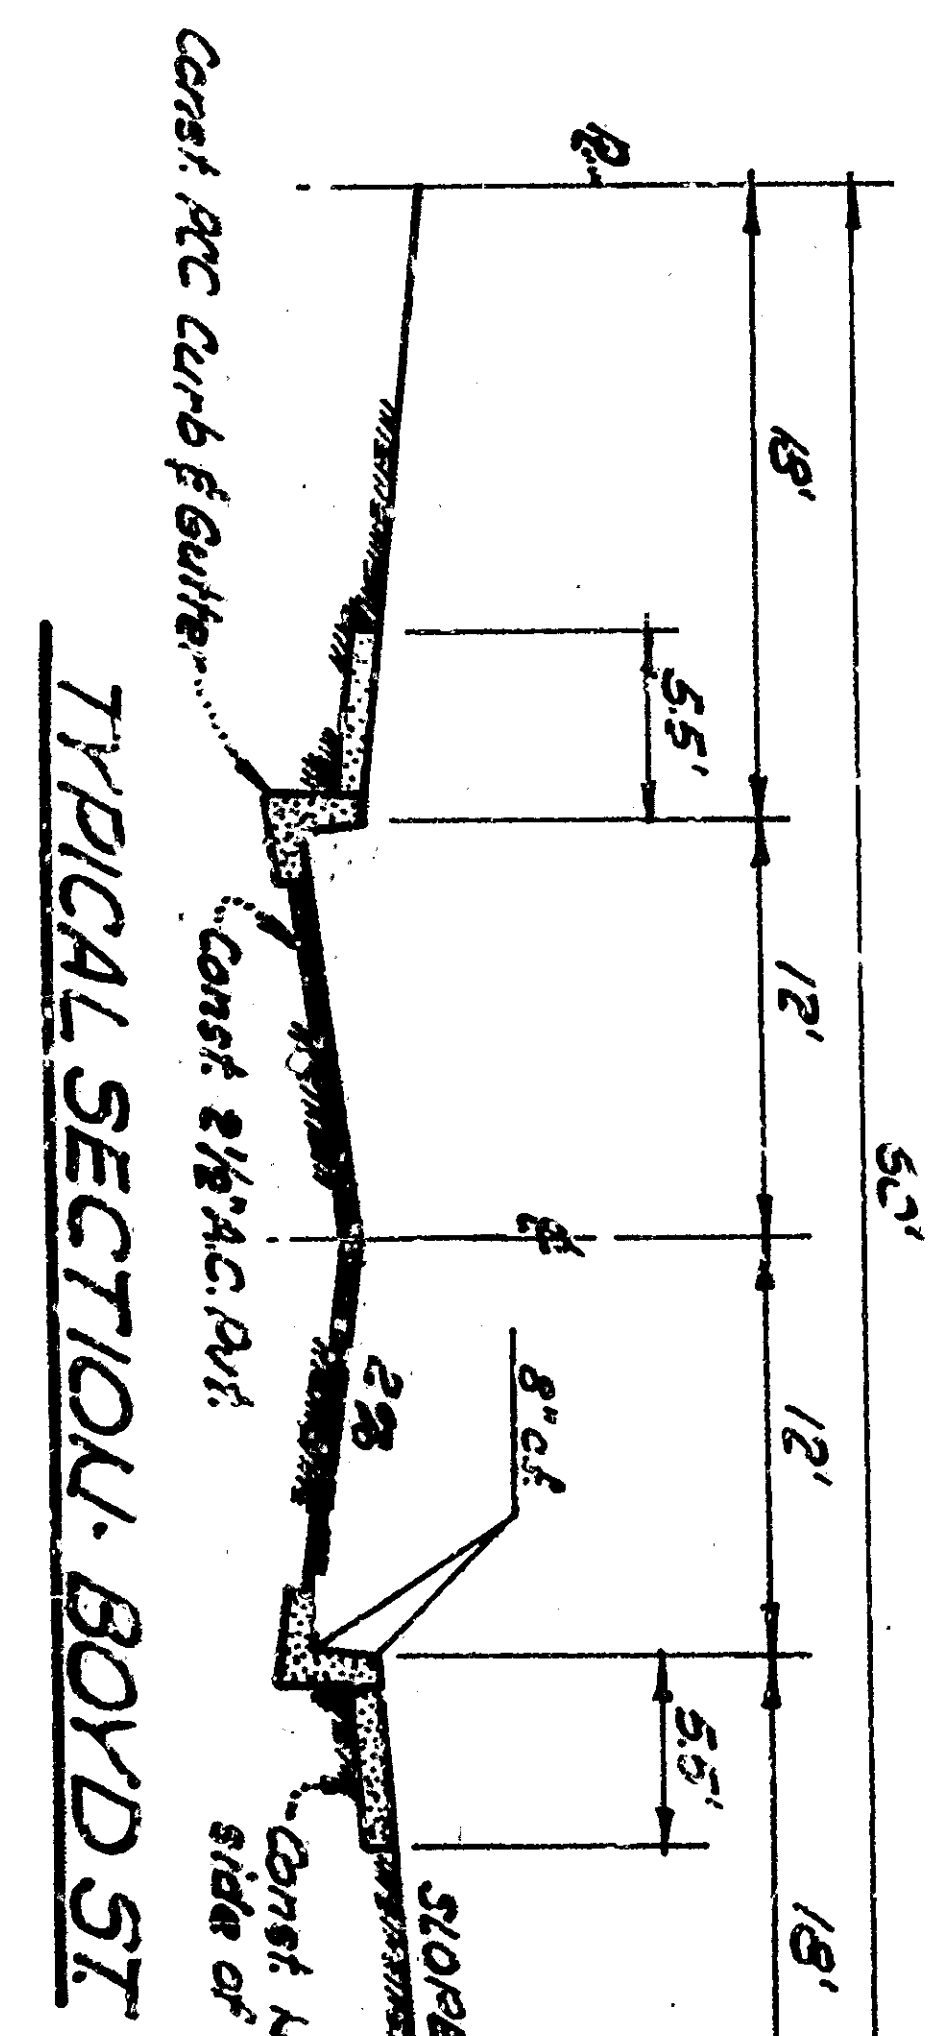 60'
18' 12' 12' 18'
5.5' 5.5'
℄
8" C.F.
2%
SLOPE
Const. PCC Curb & Gutter
Const. 2½" A.C. Pvt.
Const.
side of
TYPICAL SECTION - BOYD ST.